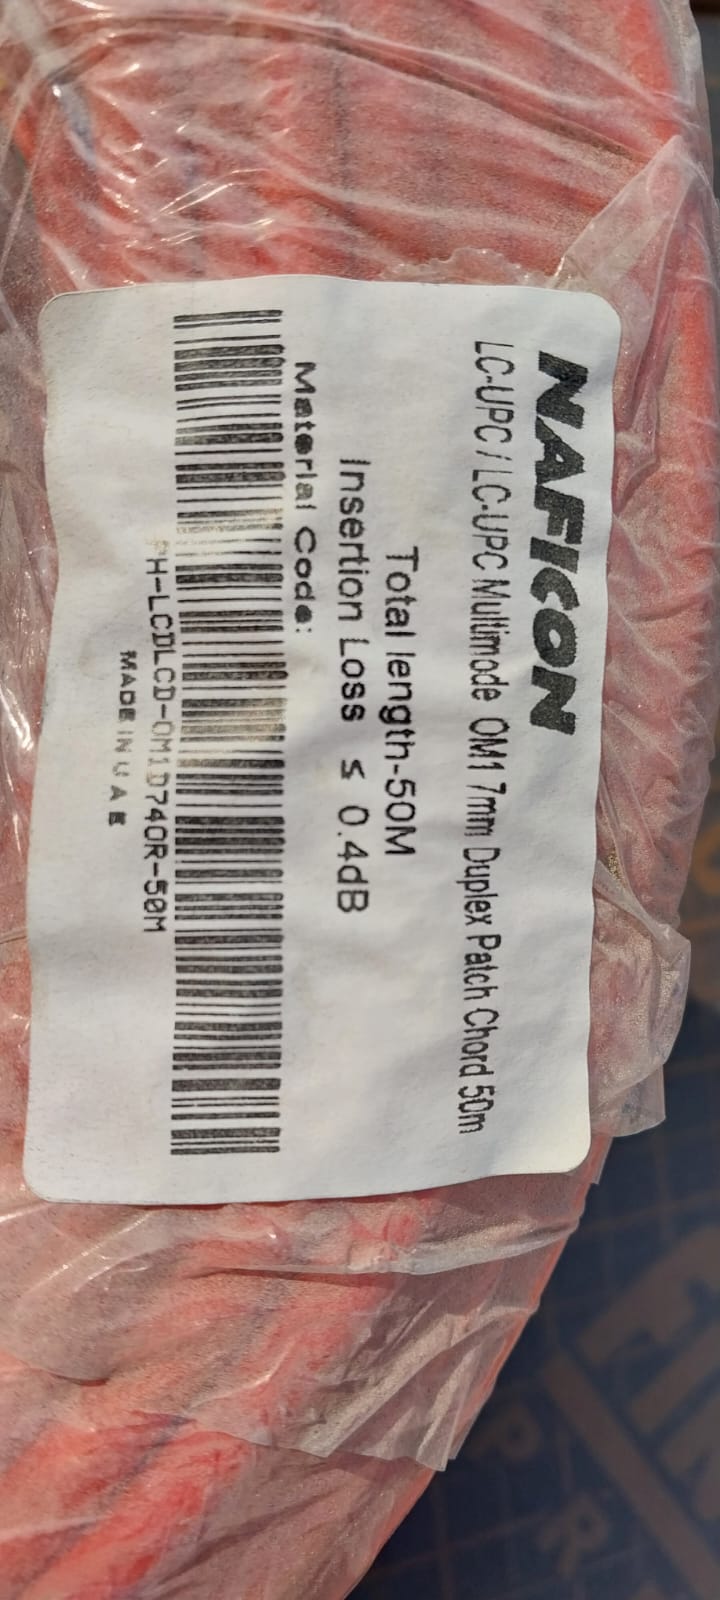 NAFICON
LC-UPC / LC-UPC Multimode OM1 7mm Duplex Patch Chord 50m
Total length-50M
Insertion Loss ≤ 0.4dB
Material Code:
PH-LCDLCD-OM1D740R-50M
MADE IN UAE